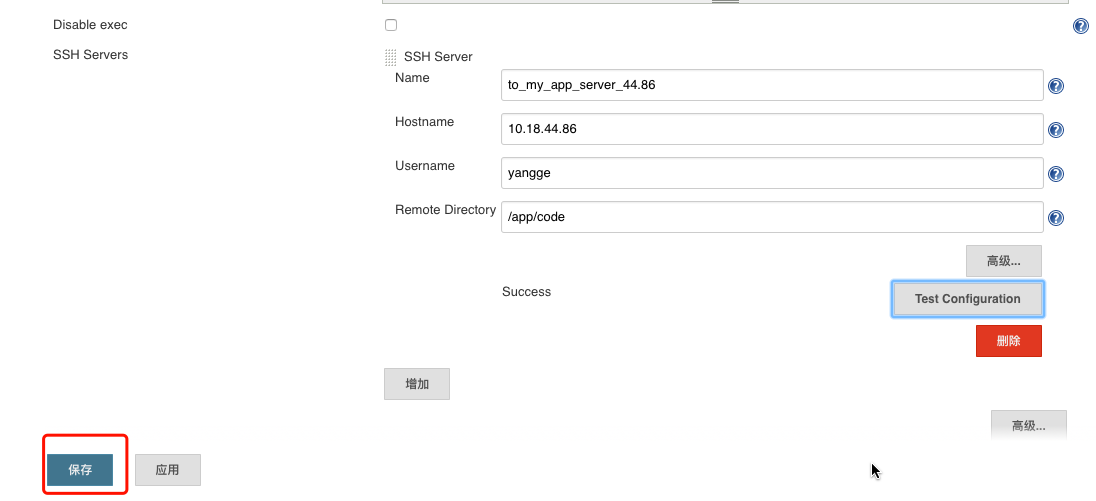 Disable exec
SSH Servers
SSH Server
Name
to_my_app_server_44.86
Hostname
10.18.44.86
Username
yangge
Remote Directory
/app/code
高级...
Success
Test Configuration
删除
增加
高级...
保存
应用